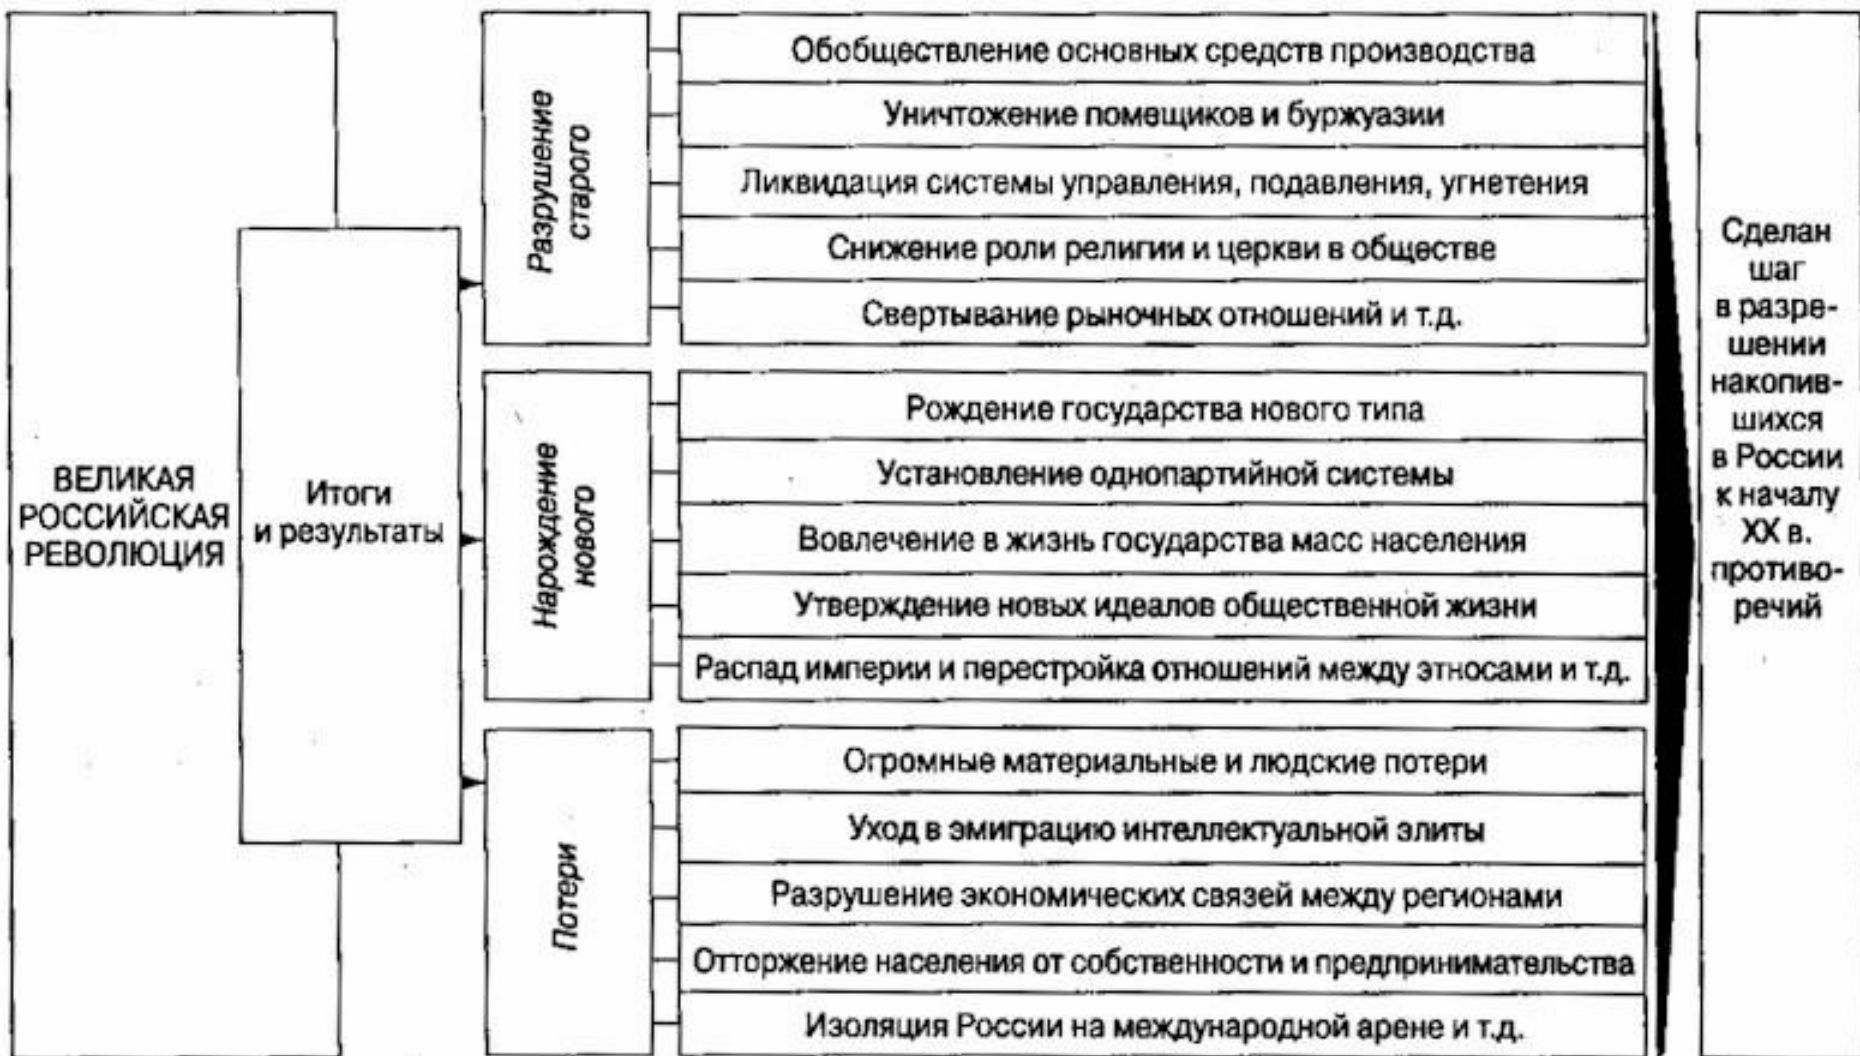 ВЕЛИКАЯ
РОССИЙСКАЯ
РЕВОЛЮЦИЯ
Итоги
и результаты
Разрушение
старого
Обобществление основных средств производства
Уничтожение помещиков и буржуазии
Ликвидация системы управления, подавления, угнетения
Снижение роли религии и церкви в обществе
Свертывание рыночных отношений и т.д.
Нарождение
нового
Рождение государства нового типа
Установление однопартийной системы
Вовлечение в жизнь государства масс населения
Утверждение новых идеалов общественной жизни
Распад империи и перестройка отношений между этносами и т.д.
Потери
Огромные материальные и людские потери
Уход в эмиграцию интеллектуальной элиты
Разрушение экономических связей между регионами
Отторжение населения от собственности и предпринимательства
Изоляция России на международной арене и т.д.
Сделан
шаг
в разре-
шении
накопив-
шихся
в России
к началу
XX в.
противо-
речий